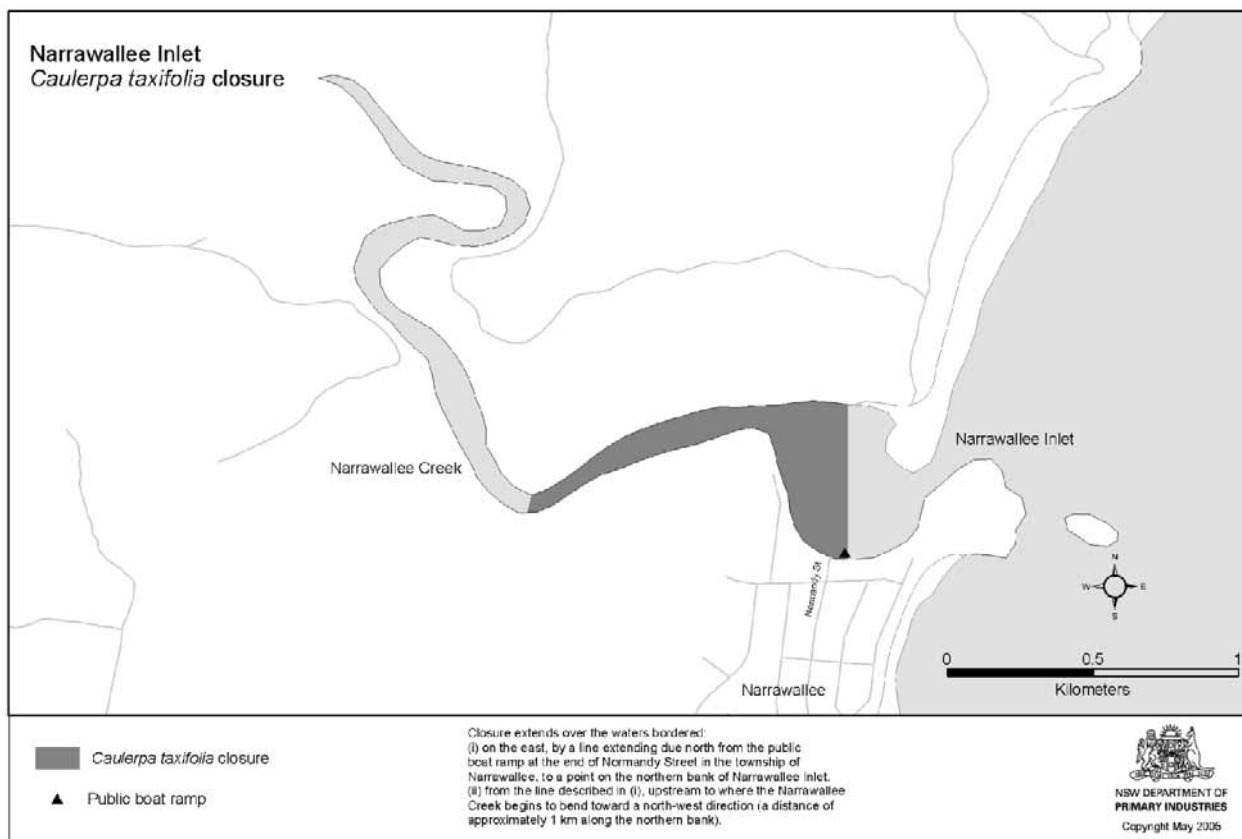 Narrawallee Inlet
Caulerpa taxifolia closure
Narrawallee Creek
Narrawallee Inlet
Normandy St
Narrawallee
N
W
E
S
0 0.5 1
Kilometers
Caulerpa taxifolia closure
Public boat ramp
Closure extends over the waters bordered:
(i) on the east, by a line extending due north from the public
boat ramp at the end of Normandy Street in the township of
Narrawallee, to a point on the northern bank of Narrawallee Inlet.
(ii) from the line described in (i), upstream to where the Narrawallee
Creek begins to bend toward a north-west direction (a distance of
approximately 1 km along the northern bank).
NSW DEPARTMENT OF
PRIMARY INDUSTRIES
Copyright May 2005